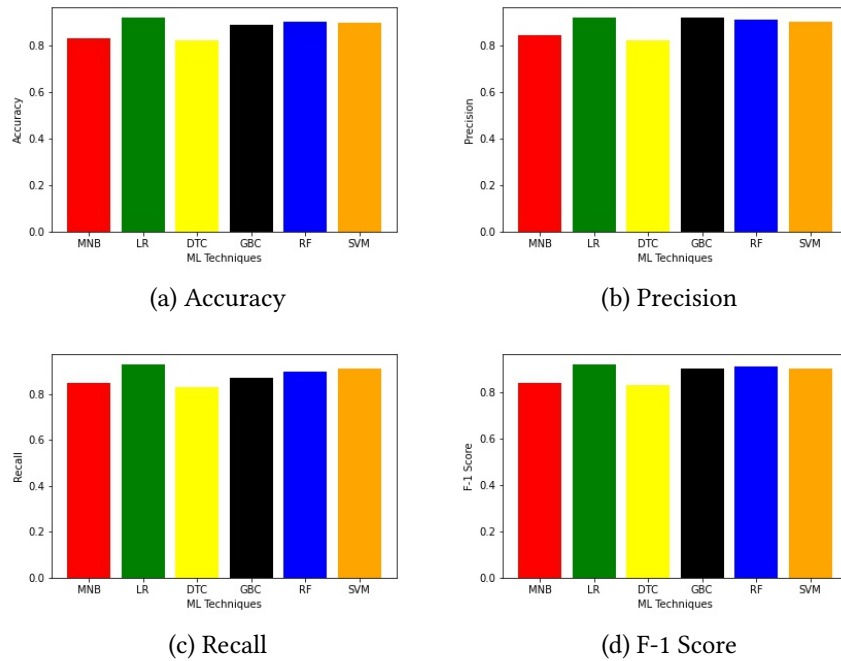 Accuracy
0.8
0.6
0.4
0.2
0.0
MNB LR DTC GBC RF SVM
ML Techniques
(a) Accuracy
Precision
0.8
0.6
0.4
0.2
0.0
MNB LR DTC GBC RF SVM
ML Techniques
(b) Precision
Recall
0.8
0.6
0.4
0.2
0.0
MNB LR DTC GBC RF SVM
ML Techniques
(c) Recall
F-1 Score
0.8
0.6
0.4
0.2
0.0
MNB LR DTC GBC RF SVM
ML Techniques
(d) F-1 Score